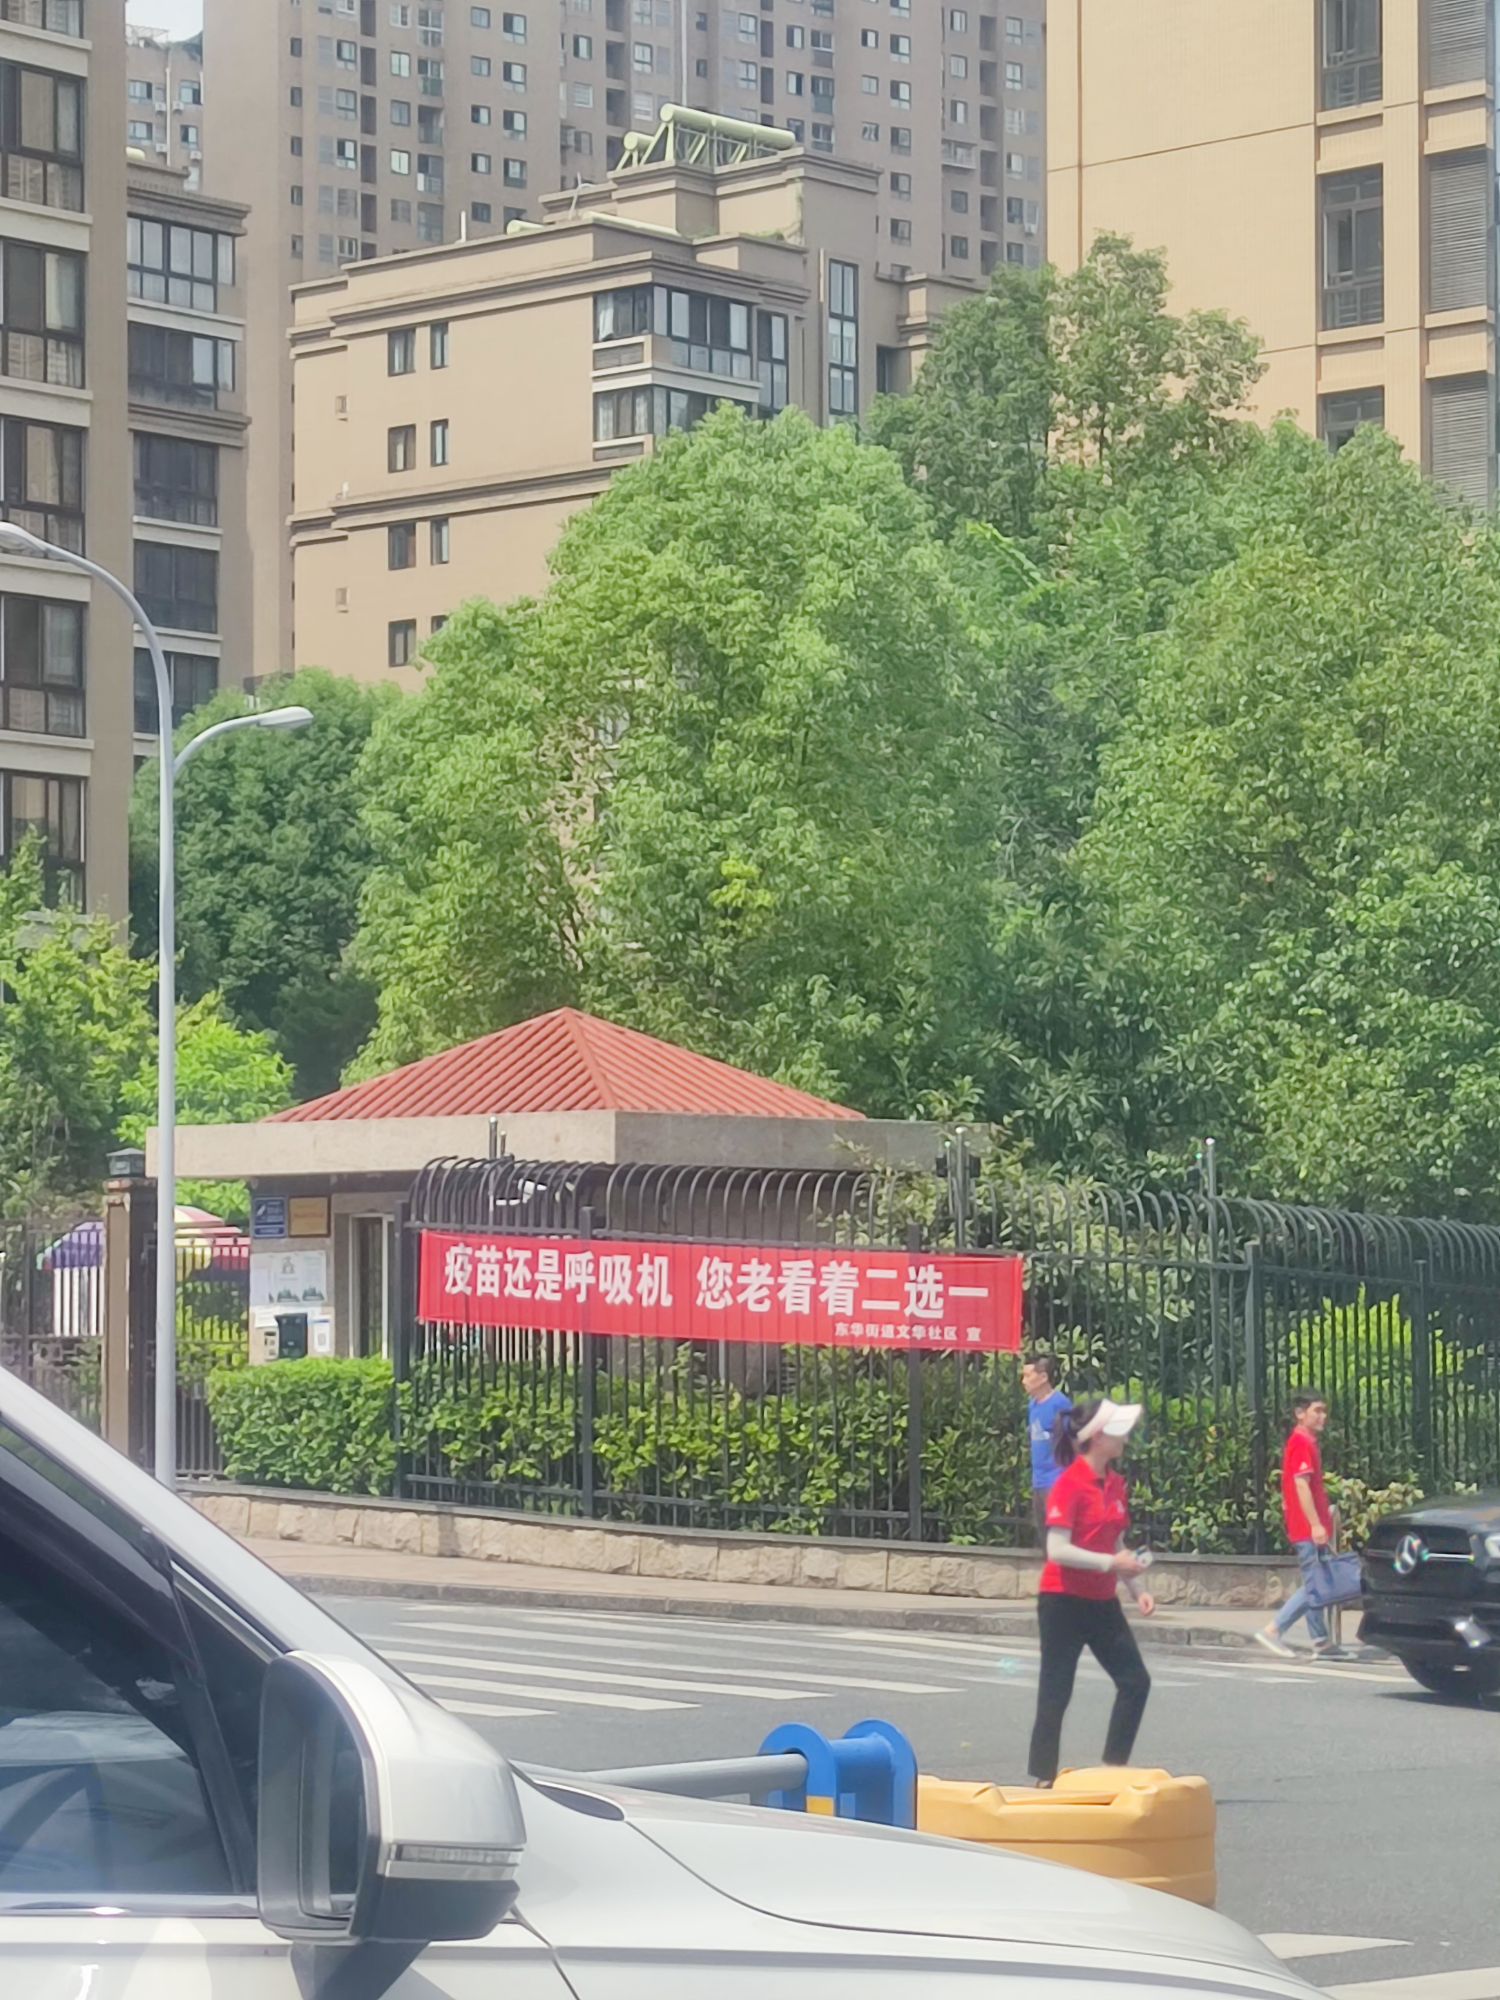 疫苗还是呼吸机 您老看着二选一
东华街道文华社区 宣